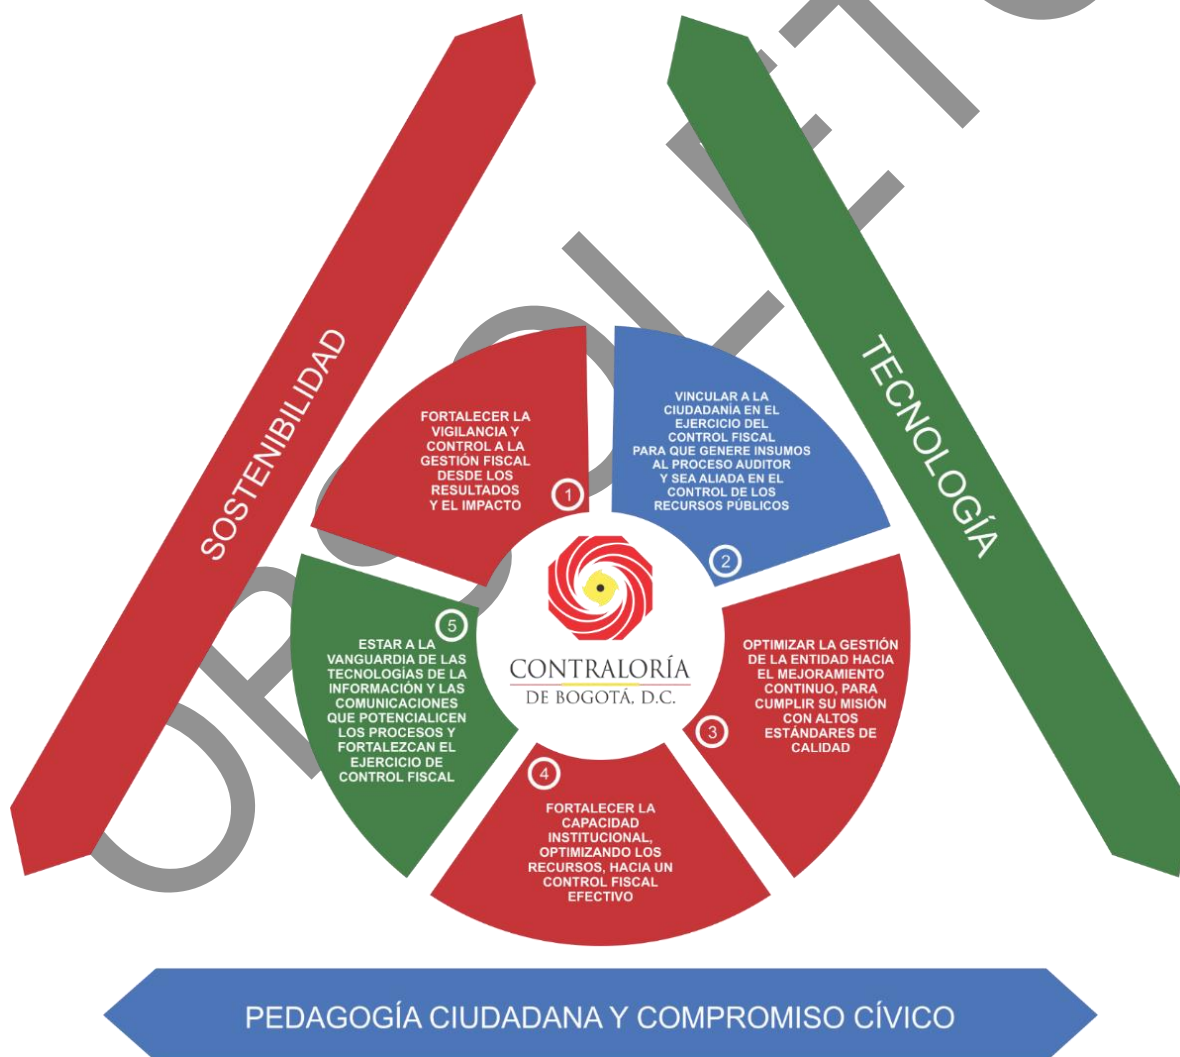 OBSOLETO
SOSTENIBILIDAD
TECNOLOGÍA
FORTALECER LA
VIGILANCIA Y
CONTROL A LA
GESTIÓN FISCAL
DESDE LOS
RESULTADOS
Y EL IMPACTO
1
VINCULAR A LA
CIUDADANÍA EN EL
EJERCICIO DEL
CONTROL FISCAL
PARA QUE GENERE INSUMOS
AL PROCESO AUDITOR
Y SEA ALIADA EN EL
CONTROL DE LOS
RECURSOS PÚBLICOS
2
OPTIMIZAR LA GESTIÓN
DE LA ENTIDAD HACIA
EL MEJORAMIENTO
CONTINUO, PARA
CUMPLIR SU MISIÓN
CON ALTOS
ESTÁNDARES DE
CALIDAD
3
4
FORTALECER LA
CAPACIDAD
INSTITUCIONAL,
OPTIMIZANDO LOS
RECURSOS, HACIA UN
CONTROL FISCAL
EFECTIVO
5
ESTAR A LA
VANGUARDIA DE LAS
TECNOLOGÍAS DE LA
INFORMACIÓN Y LAS
COMUNICACIONES
QUE POTENCIALICEN
LOS PROCESOS Y
FORTALEZCAN EL
EJERCICIO DE
CONTROL FISCAL
CONTRALORÍA
DE BOGOTÁ, D.C.
PEDAGOGÍA CIUDADANA Y COMPROMISO CÍVICO